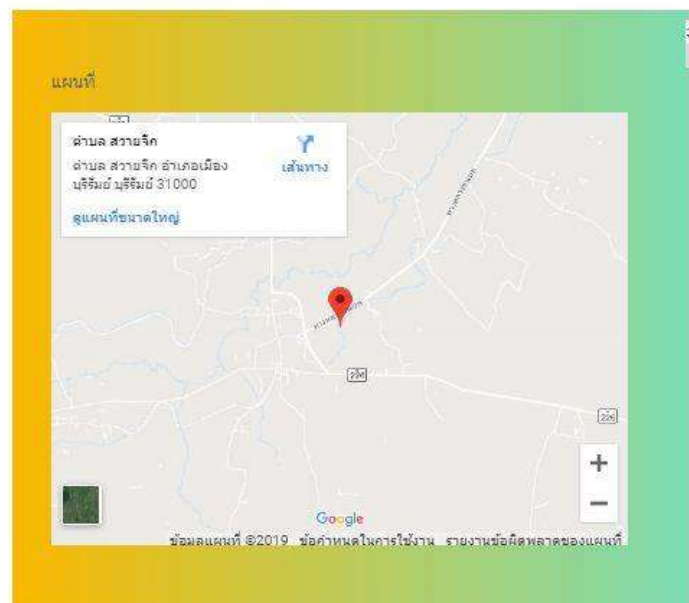 แผนที่
ตำบล สวายจีก
ตำบล สวายจีก อำเภอเมือง
บุรีรัมย์ บุรีรัมย์ 31000
เส้นทาง
ดูแผนที่ขนาดใหญ่
226
226
+
−
Google
ข้อมูลแผนที่ ©2019 ข้อกำหนดในการใช้งาน รายงานข้อผิดพลาดของแผนที่